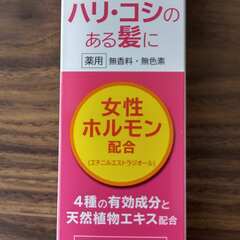 ハリ・コシの
ある髪に
薬用 無香料・無色素
女性
ホルモン
配合
(エチニルエストラジオール)
4種の有効成分と
天然植物エキス配合